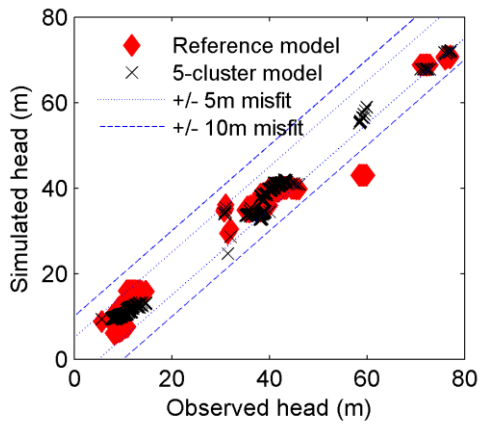 80
Reference model
5-cluster model
+/- 5m misfit
+/- 10m misfit
60
40
20
0
0 20 40 60 80
Simulated head (m)
Observed head (m)